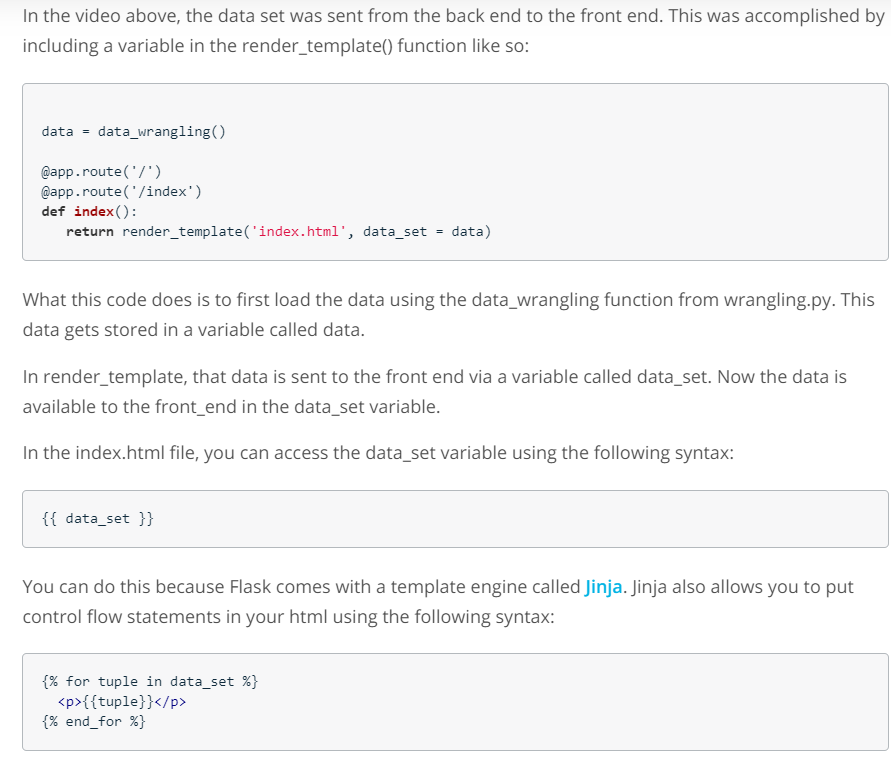 In the video above, the data set was sent from the back end to the front end. This was accomplished by
including a variable in the render_template() function like so:
data = data_wrangling()
@app.route('/')
@app.route('/index')
def index():
return render_template('index.html', data_set = data)
What this code does is to first load the data using the data_wrangling function from wrangling.py. This
data gets stored in a variable called data.
In render_template, that data is sent to the front end via a variable called data_set. Now the data is
available to the front_end in the data_set variable.
In the index.html file, you can access the data_set variable using the following syntax:
{{ data_set }}
You can do this because Flask comes with a template engine called Jinja. Jinja also allows you to put
control flow statements in your html using the following syntax:
{% for tuple in data_set %}
<p>{{tuple}}</p>
{% end_for %}